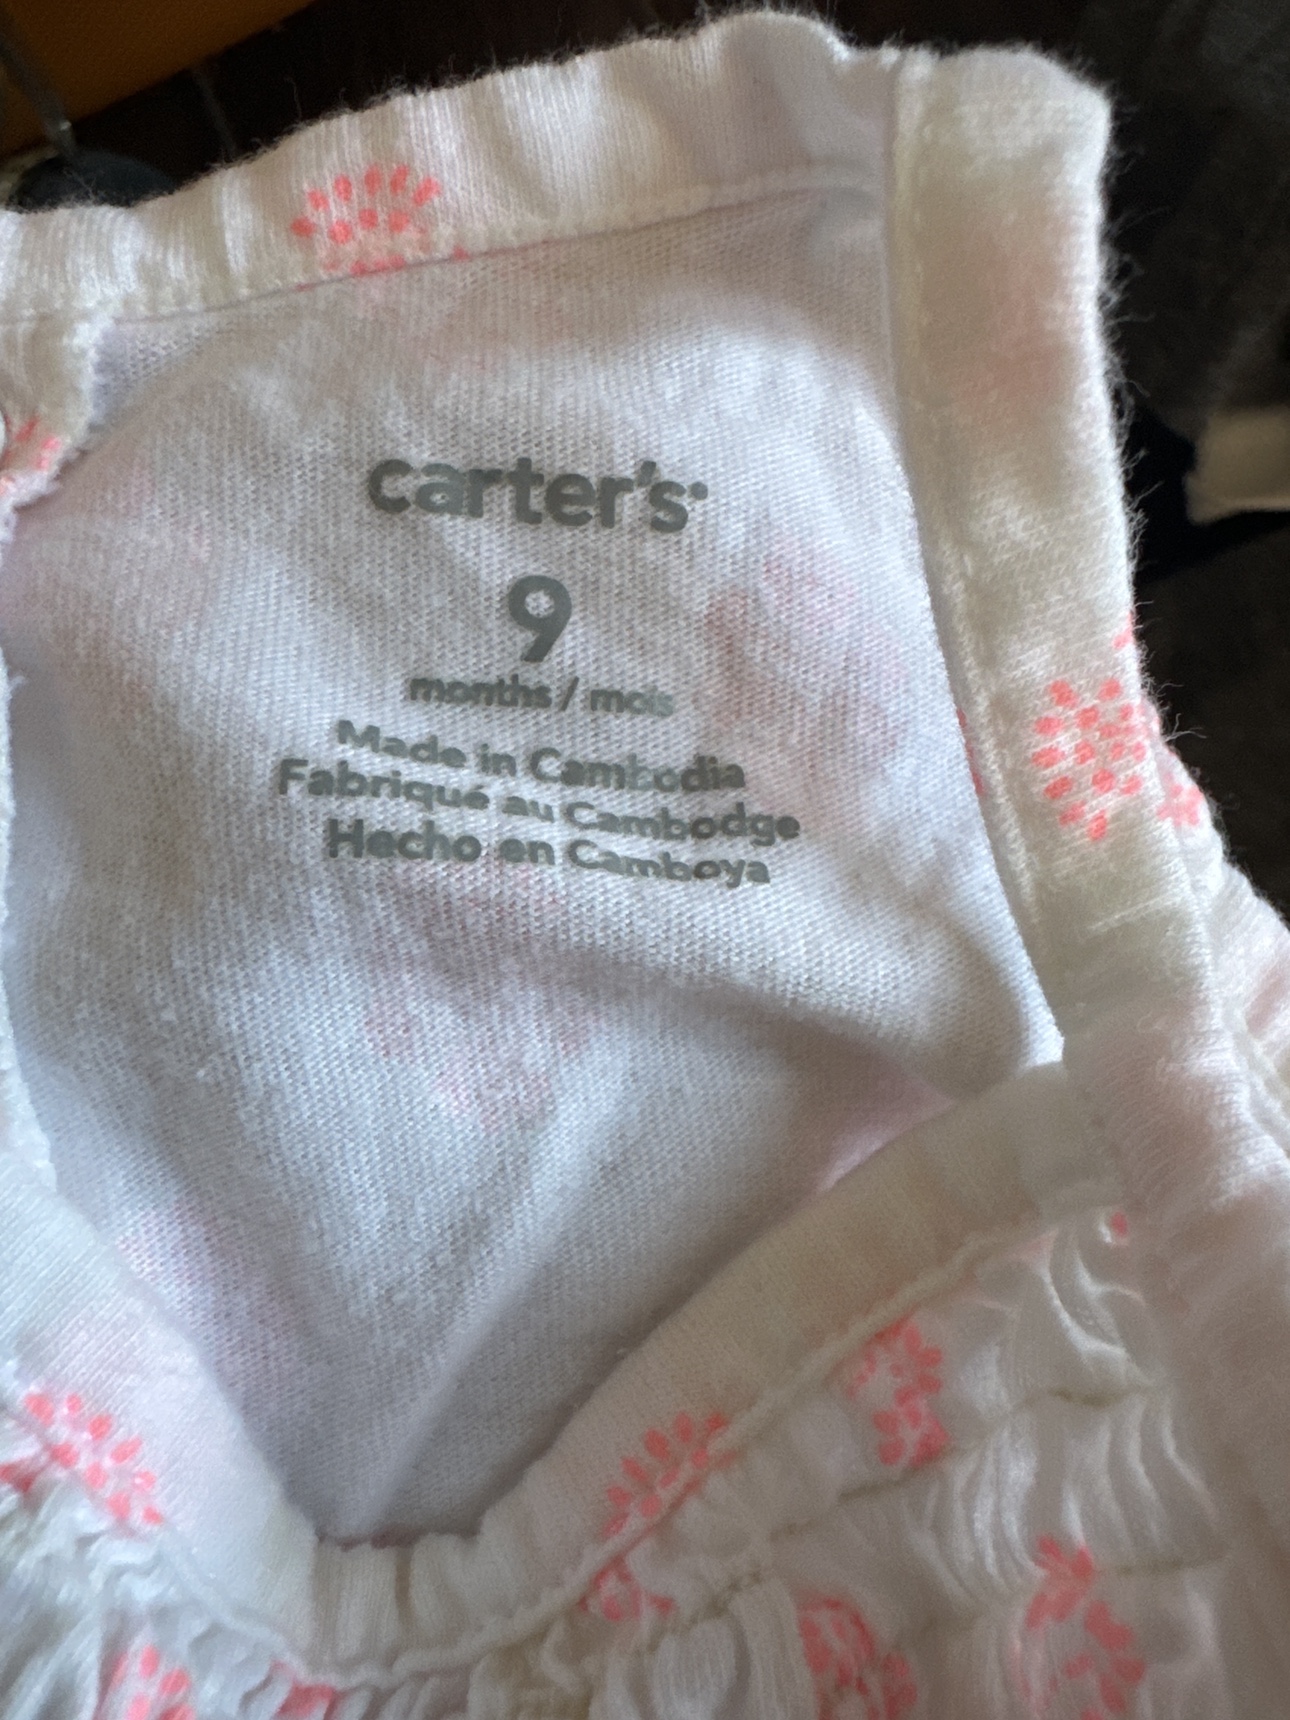 carter's
9
months / mois
Made in Cambodia
Fabriqué au Cambodge
Hecho en Camboya